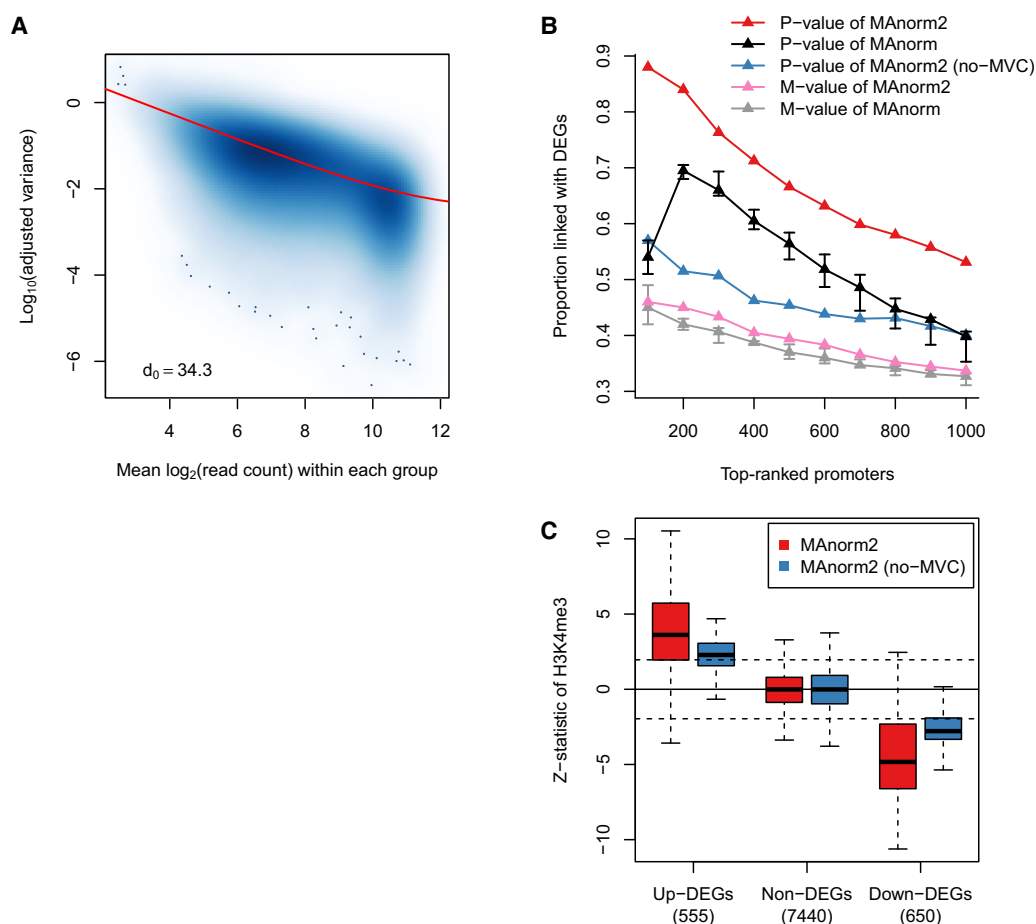 A
Log10(adjusted variance)
0
−2
−4
−6
d0 = 34.3
4 6 8 10 12
Mean log2(read count) within each group
B
P−value of MAnorm2
P−value of MAnorm
P−value of MAnorm2 (no−MVC)
M−value of MAnorm2
M−value of MAnorm
Proportion linked with DEGs
0.9
0.8
0.7
0.6
0.5
0.4
0.3
200 400 600 800 1000
Top−ranked promoters
C
MAnorm2
MAnorm2 (no−MVC)
Z−statistic of H3K4me3
10
5
0
−5
−10
Up−DEGs Non−DEGs Down−DEGs
(555) (7440) (650)